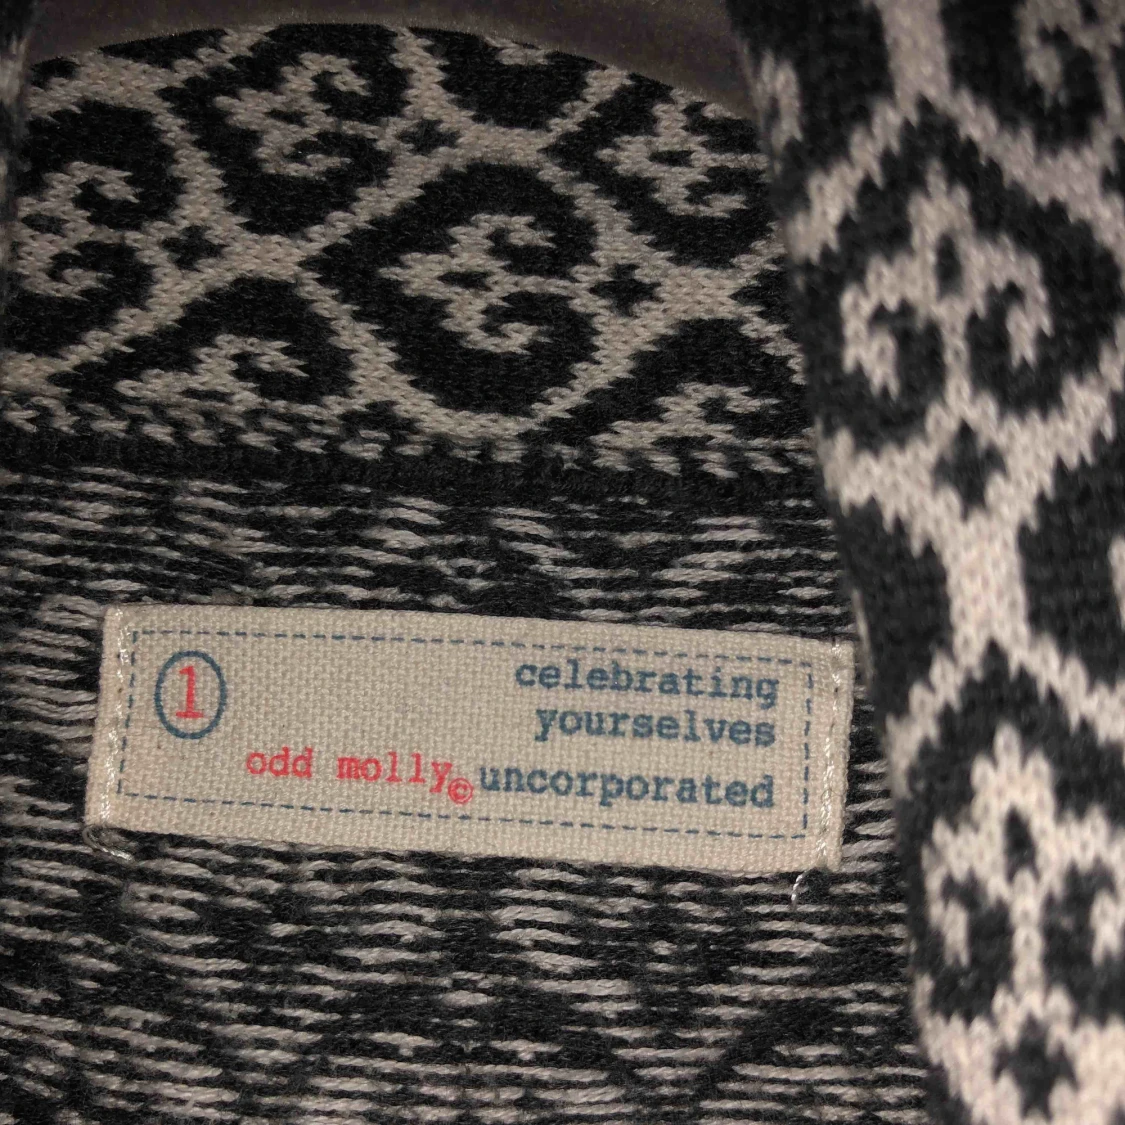 1
celebrating
yourselves
odd molly© uncorporated